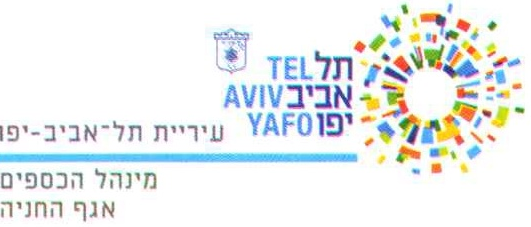 TEL תל
AVIV אביב
YAFO יפו
עיריית תל־אביב-יפו
מינהל הכספים
אגף החניה